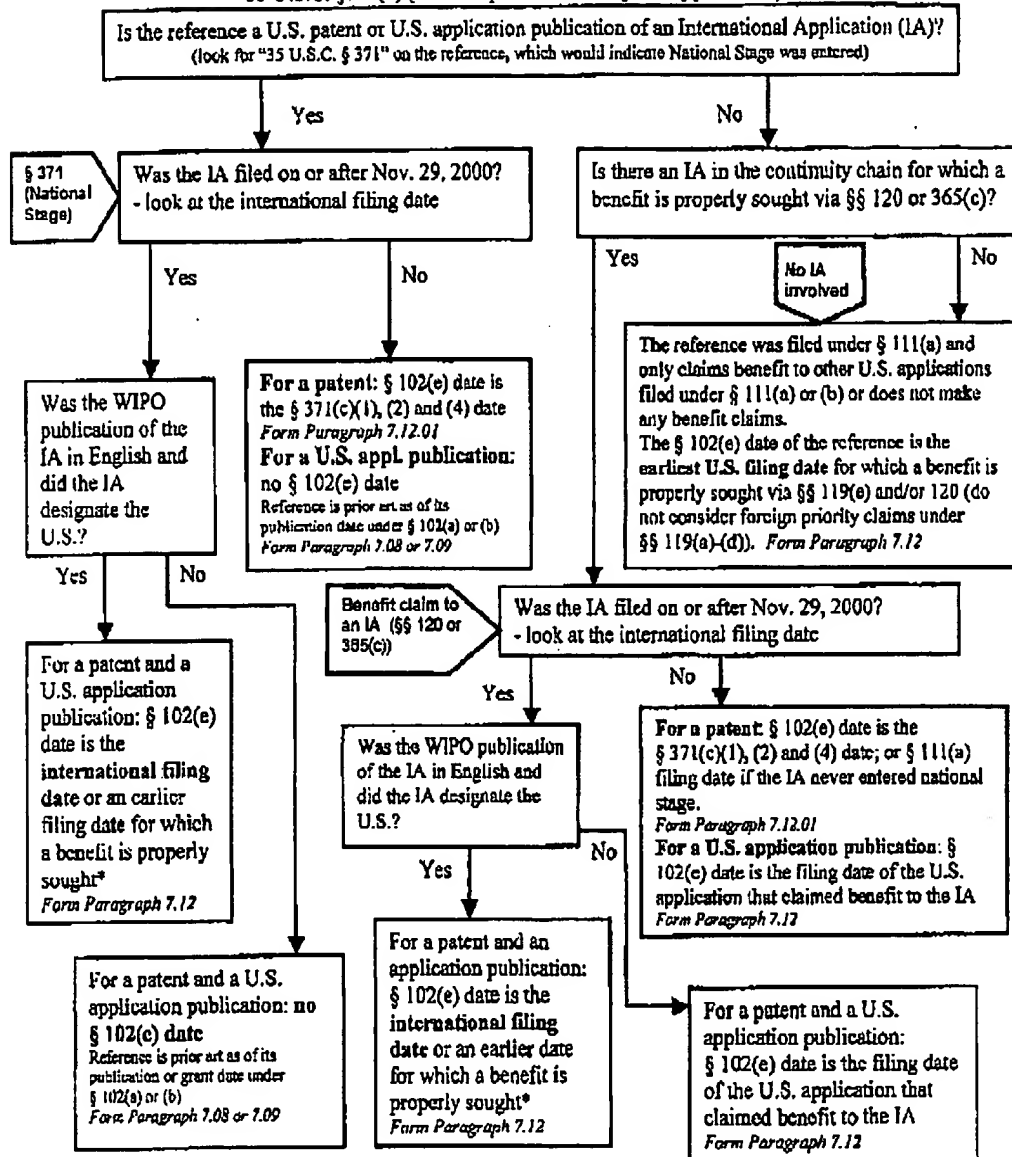 Is the reference a U.S. patent or U.S. application publication of an International Application (IA)?
(look for "35 U.S.C. § 371" on the reference, which would indicate National Stage was entered)
Yes
No
§ 371
(National
Stage)
Was the IA filed on or after Nov. 29, 2000?
- look at the international filing date
Is there an IA in the continuity chain for which a
benefit is properly sought via §§ 120 or 365(c)?
Yes
No
Yes
No IA
involved
No
Was the WIPO
publication of the
IA in English and
did the IA
designate the
U.S.?
For a patent: § 102(e) date is
the § 371(c)(1), (2) and (4) date
Form Paragraph 7.12.01
For a U.S. appl. publication:
no § 102(e) date
Reference is prior art as of its
publication date under § 102(a) or (b)
Form Paragraph 7.08 or 7.09
The reference was filed under § 111(a) and
only claims benefit to other U.S. applications
filed under § 111(a) or (b) or does not make
any benefit claims.
The § 102(e) date of the reference is the
earliest U.S. filing date for which a benefit is
properly sought via §§ 119(e) and/or 120 (do
not consider foreign priority claims under
§§ 119(a)-(d)). Form Paragraph 7.12
Yes
No
Benefit claim to
an IA (§§ 120 or
365(c))
Was the IA filed on or after Nov. 29, 2000?
- look at the international filing date
Yes
No
For a patent and a
U.S. application
publication: § 102(e)
date is the
international filing
date or an earlier
filing date for which
a benefit is properly
sought*
Form Paragraph 7.12
Was the WIPO publication
of the IA in English and
did the IA designate the
U.S.?
For a patent: § 102(e) date is the
§ 371(c)(1), (2) and (4) date; or § 111(a)
filing date if the IA never entered national
stage.
Form Paragraph 7.12.01
For a U.S. application publication: §
102(e) date is the filing date of the U.S.
application that claimed benefit to the IA
Form Paragraph 7.12
Yes
No
For a patent and a U.S.
application publication: no
§ 102(e) date
Reference is prior art as of its
publication or grant date under
§ 102(a) or (b)
Form Paragraph 7.08 or 7.09
For a patent and an
application publication:
§ 102(e) date is the
international filing
date or an earlier date
for which a benefit is
properly sought*
Form Paragraph 7.12
For a patent and a U.S.
application publication:
§ 102(e) date is the filing date
of the U.S. application that
claimed benefit to the IA
Form Paragraph 7.12